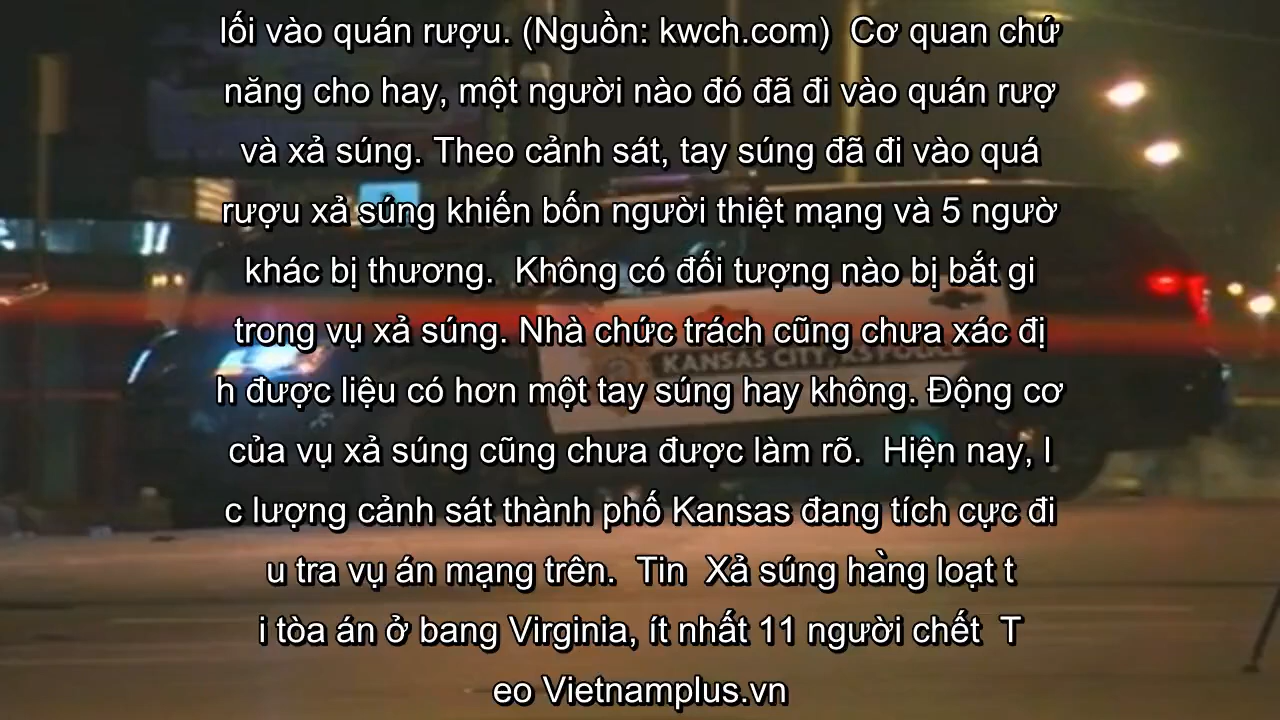 lối vào quán rượu. (Nguồn: kwch.com)  Cơ quan chứ
năng cho hay, một người nào đó đã đi vào quán rượ
và xả súng. Theo cảnh sát, tay súng đã đi vào quá
rượu xả súng khiến bốn người thiệt mạng và 5 ngườ
khác bị thương.  Không có đối tượng nào bị bắt gi
trong vụ xả súng. Nhà chức trách cũng chưa xác đị
h được liệu có hơn một tay súng hay không. Động cơ
của vụ xả súng cũng chưa được làm rõ.  Hiện nay, l
c lượng cảnh sát thành phố Kansas đang tích cực đi
u tra vụ án mạng trên.  Tin  Xả súng hàng loạt t
i tòa án ở bang Virginia, ít nhất 11 người chết  T
eo Vietnamplus.vn
KANSAS CITY, KS POLICE